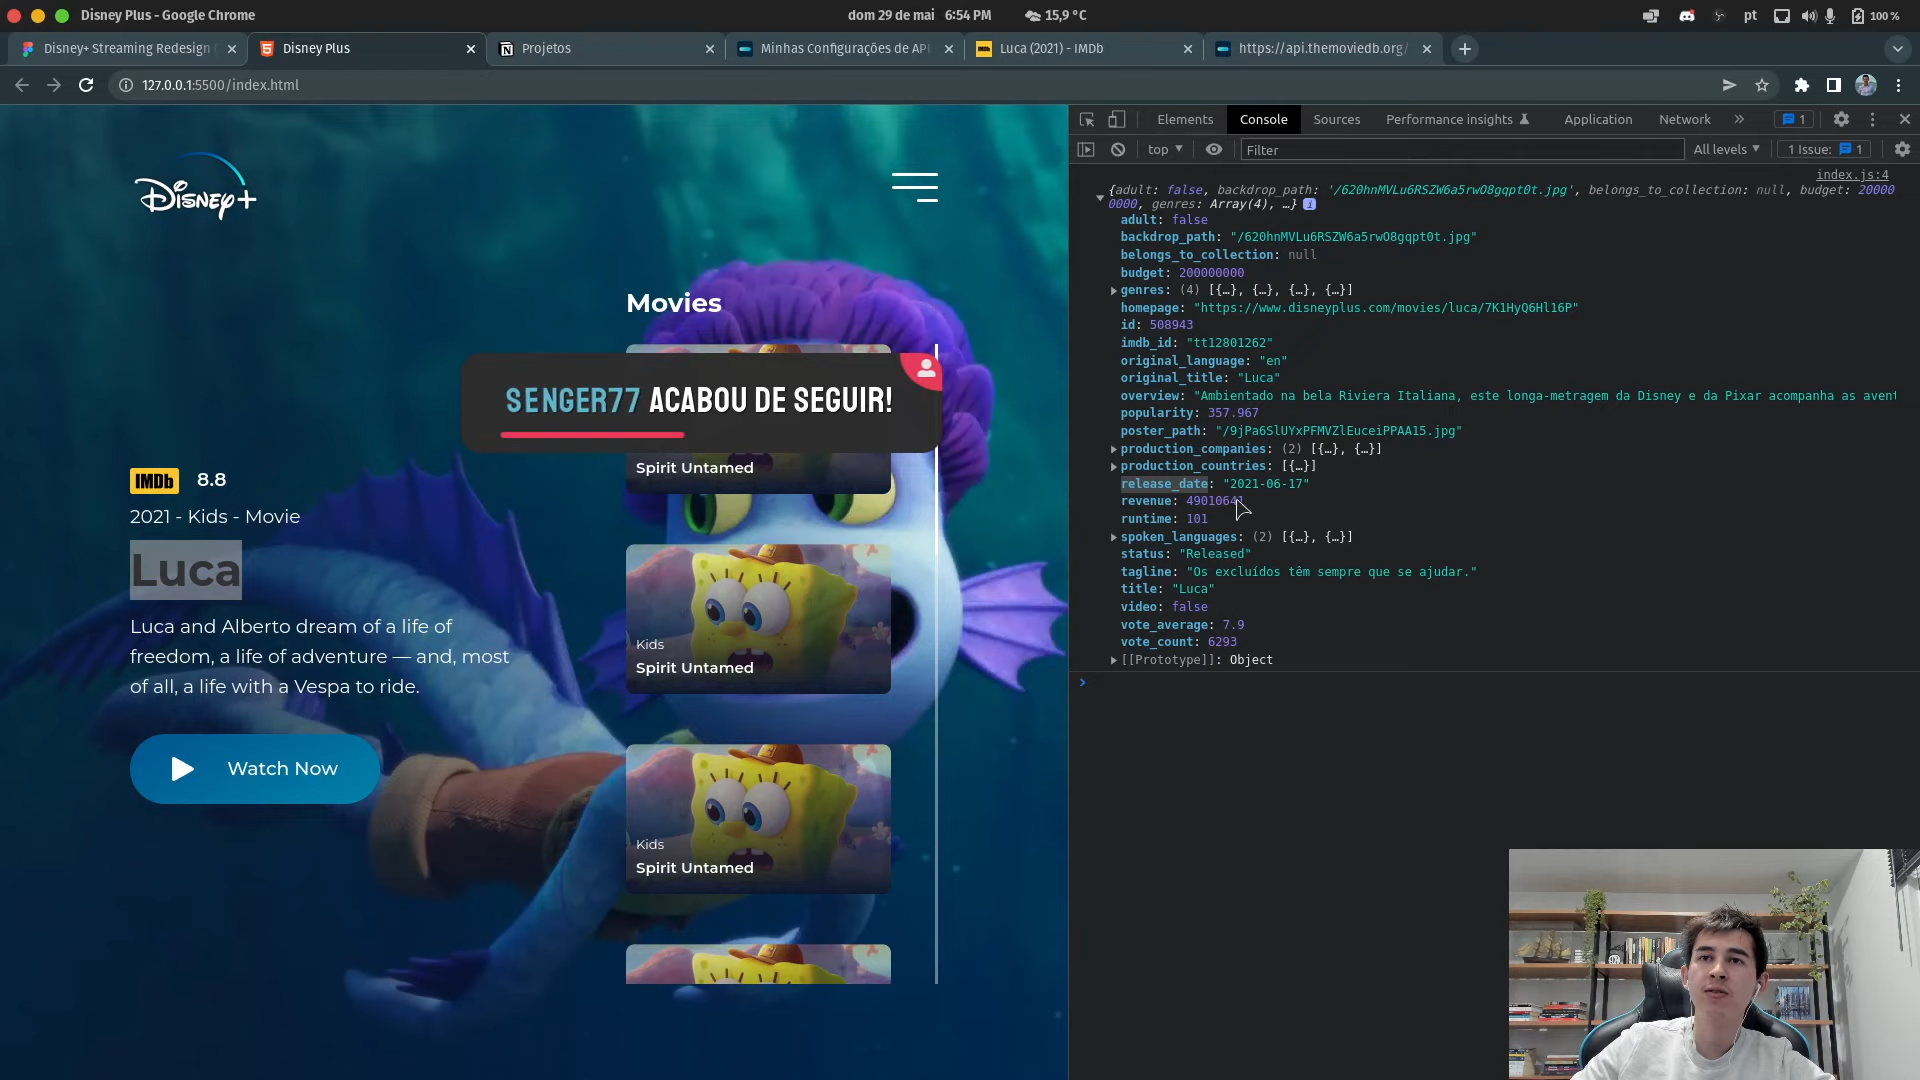 Disney Plus - Google Chrome
dom 29 de mai 6:54 PM
15,9 °C
pt
100 %
Disney+ Streaming Redesign (
Disney Plus
Projetos
Minhas Configurações de API
Luca (2021) - IMDb
https://api.themoviedb.org/
127.0.0.1:5500/index.html
Disney+
Movies
SENGER77 ACABOU DE SEGUIR!
Spirit Untamed
IMDb 8.8
2021 - Kids - Movie
Luca
Luca and Alberto dream of a life of
freedom, a life of adventure — and, most
of all, a life with a Vespa to ride.
Watch Now
Kids
Spirit Untamed
Kids
Spirit Untamed
Elements Console Sources Performance insights Application Network » 1
top Filter All levels 1 Issue: 1
index.js:4
{adult: false, backdrop_path: '/620hnMVLu6RSZW6a5rwO8gqpt0t.jpg', belongs_to_collection: null, budget: 20000
0000, genres: Array(4), …} i
adult: false
backdrop_path: "/620hnMVLu6RSZW6a5rwO8gqpt0t.jpg"
belongs_to_collection: null
budget: 200000000
genres: (4) [{…}, {…}, {…}, {…}]
homepage: "https://www.disneyplus.com/movies/luca/7K1HyQ6Hl16P"
id: 508943
imdb_id: "tt12801262"
original_language: "en"
original_title: "Luca"
overview: "Ambientado na bela Riviera Italiana, este longa-metragem da Disney e da Pixar acompanha as avent
popularity: 357.967
poster_path: "/9jPa6SlUYxPFMVZlEuceiPPAA15.jpg"
production_companies: (2) [{…}, {…}]
production_countries: [{…}]
release_date: "2021-06-17"
revenue: 49010641
runtime: 101
spoken_languages: (2) [{…}, {…}]
status: "Released"
tagline: "Os excluídos têm sempre que se ajudar."
title: "Luca"
video: false
vote_average: 7.9
vote_count: 6293
[[Prototype]]: Object